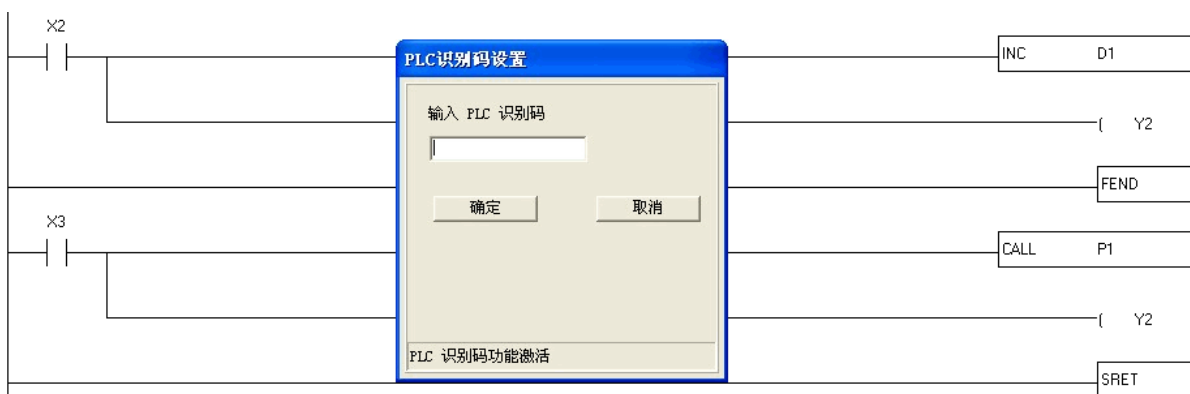 X2
PLC识别码设置
INC D1
输入 PLC 识别码
Y2
确定 取消
FEND
X3
CALL P1
Y2
PLC 识别码功能激活
SRET